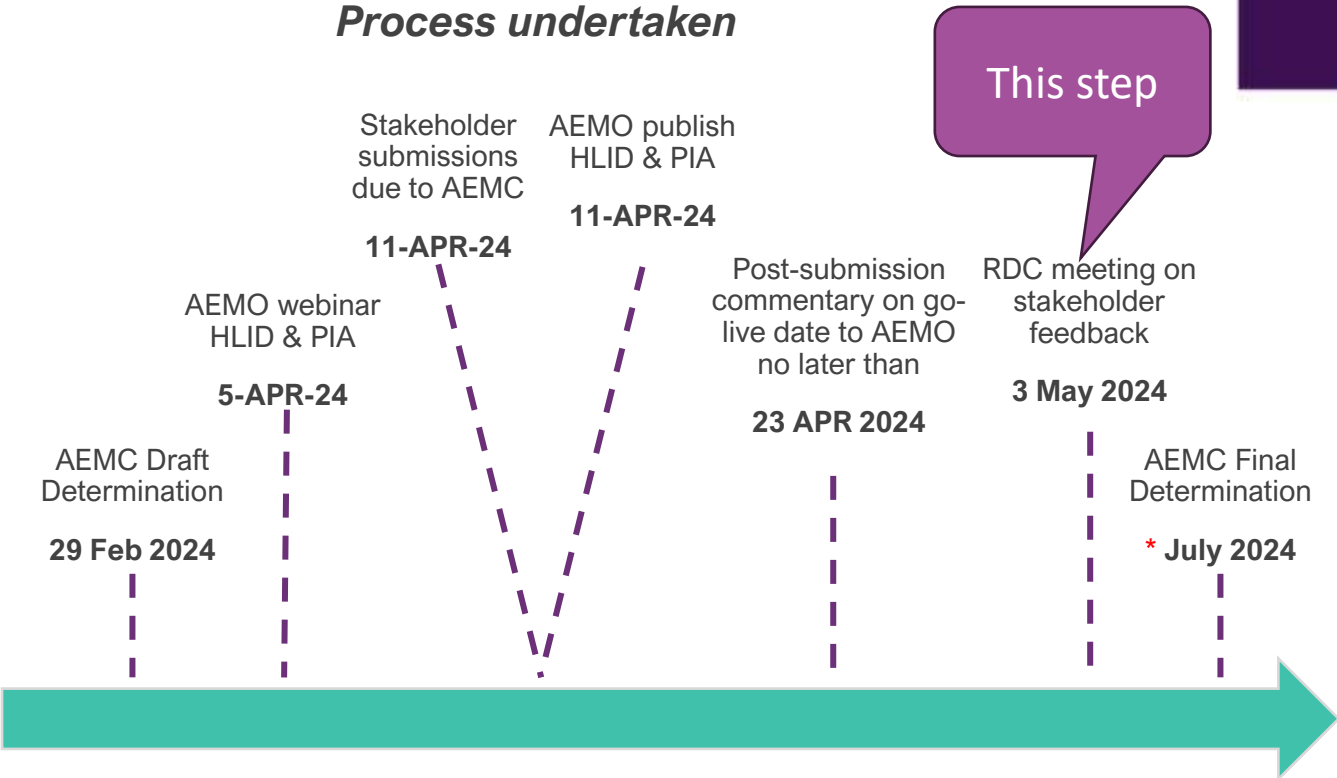 Process undertaken
This step
Stakeholder
submissions
due to AEMC
11-APR-24
AEMO publish
HLID & PIA
11-APR-24
AEMO webinar
HLID & PIA
5-APR-24
Post-submission
commentary on go-
live date to AEMO
no later than
23 APR 2024
RDC meeting on
stakeholder
feedback
3 May 2024
AEMC Draft
Determination
29 Feb 2024
AEMC Final
Determination
* July 2024